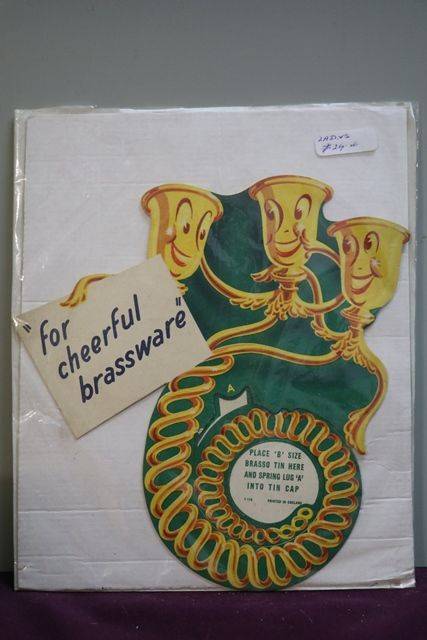 "for
cheerful
brassware"
A
PLACE 'B' SIZE
BRASSO TIN HERE
AND SPRING LUG 'A'
INTO TIN CAP
PRINTED IN ENGLAND